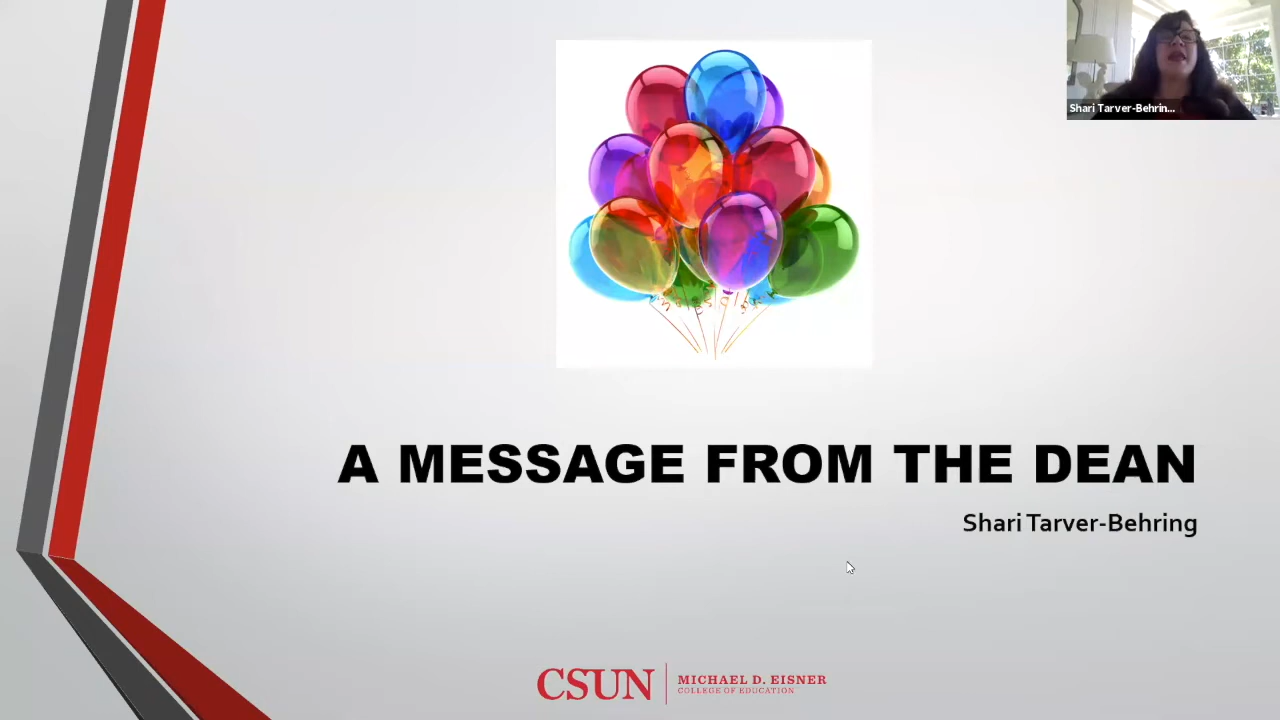 Shari Tarver-Behrin...
A MESSAGE FROM THE DEAN
Shari Tarver-Behring
CSUN
MICHAEL D. EISNER
COLLEGE OF EDUCATION